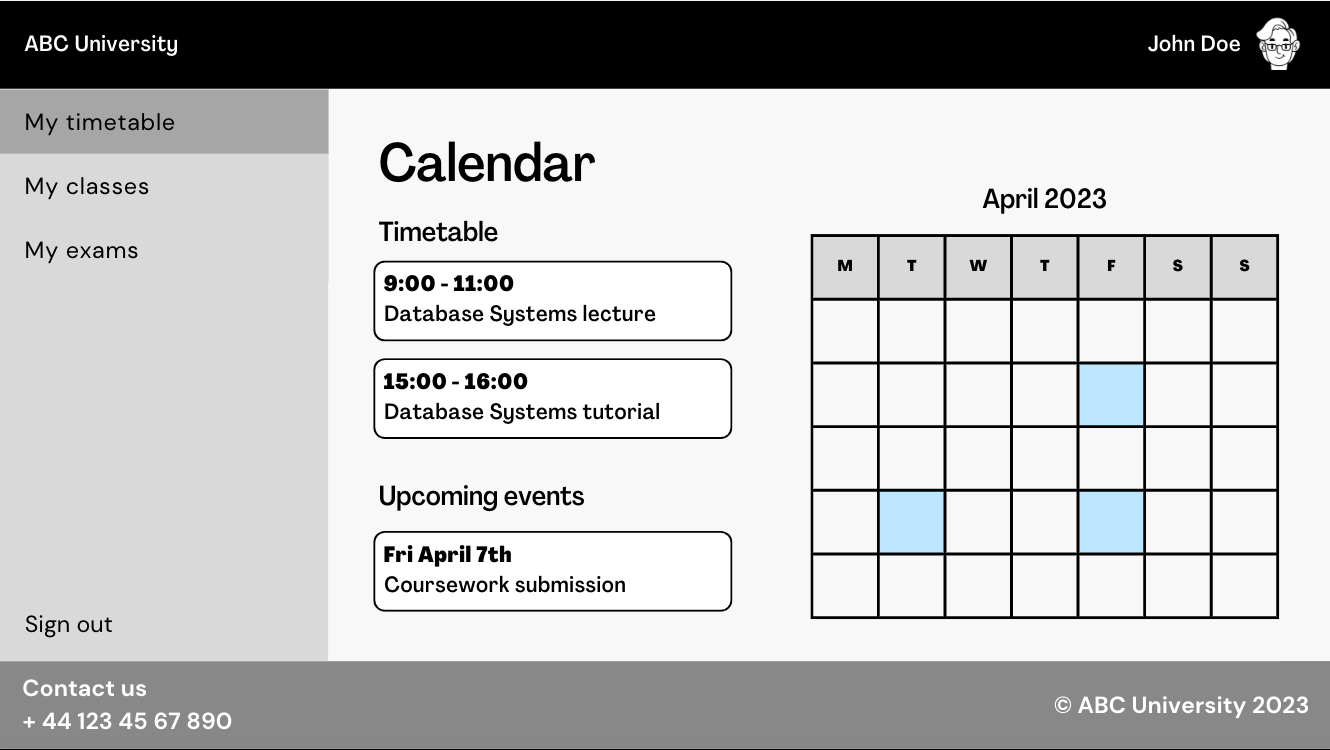 ABC University
John Doe
My timetable
My classes
My exams
Sign out
Calendar
Timetable
9:00 - 11:00
Database Systems lecture
15:00 - 16:00
Database Systems tutorial
Upcoming events
Fri April 7th
Coursework submission
April 2023
M T W T F S S
Contact us
+ 44 123 45 67 890
© ABC University 2023